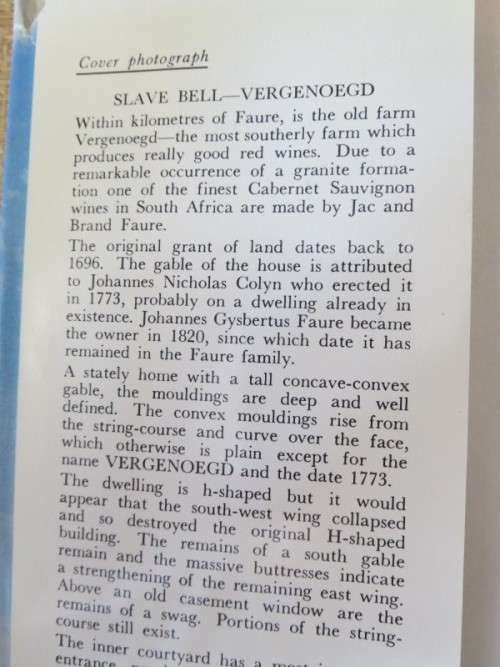 Cover photograph
SLAVE BELL—VERGENOEGD
Within kilometres of Faure, is the old farm
Vergenoegd—the most southerly farm which
produces really good red wines. Due to a
remarkable occurrence of a granite forma-
tion one of the finest Cabernet Sauvignon
wines in South Africa are made by Jac and
Brand Faure.
The original grant of land dates back to
1696. The gable of the house is attributed
to Johannes Nicholas Colyn who erected it
in 1773, probably on a dwelling already in
existence. Johannes Gysbertus Faure became
the owner in 1820, since which date it has
remained in the Faure family.
A stately home with a tall concave-convex
gable, the mouldings are deep and well
defined. The convex mouldings rise from
the string-course and curve over the face,
which otherwise is plain except for the
name VERGENOEGD and the date 1773.
The dwelling is h-shaped but it would
appear that the south-west wing collapsed
and so destroyed the original H-shaped
building. The remains of a south gable
remain and the massive buttresses indicate
a strengthening of the remaining east wing.
Above an old casement window are the
remains of a swag. Portions of the string-
course still exist.
The inner courtyard has a
entrance